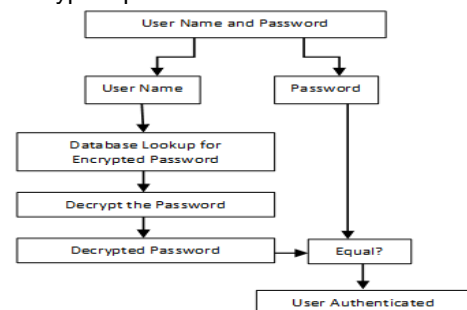 User Name and Password
User Name
Password
Database Lookup for
Encrypted Password
Decrypt the Password
Decrypted Password
Equal?
User Authenticated